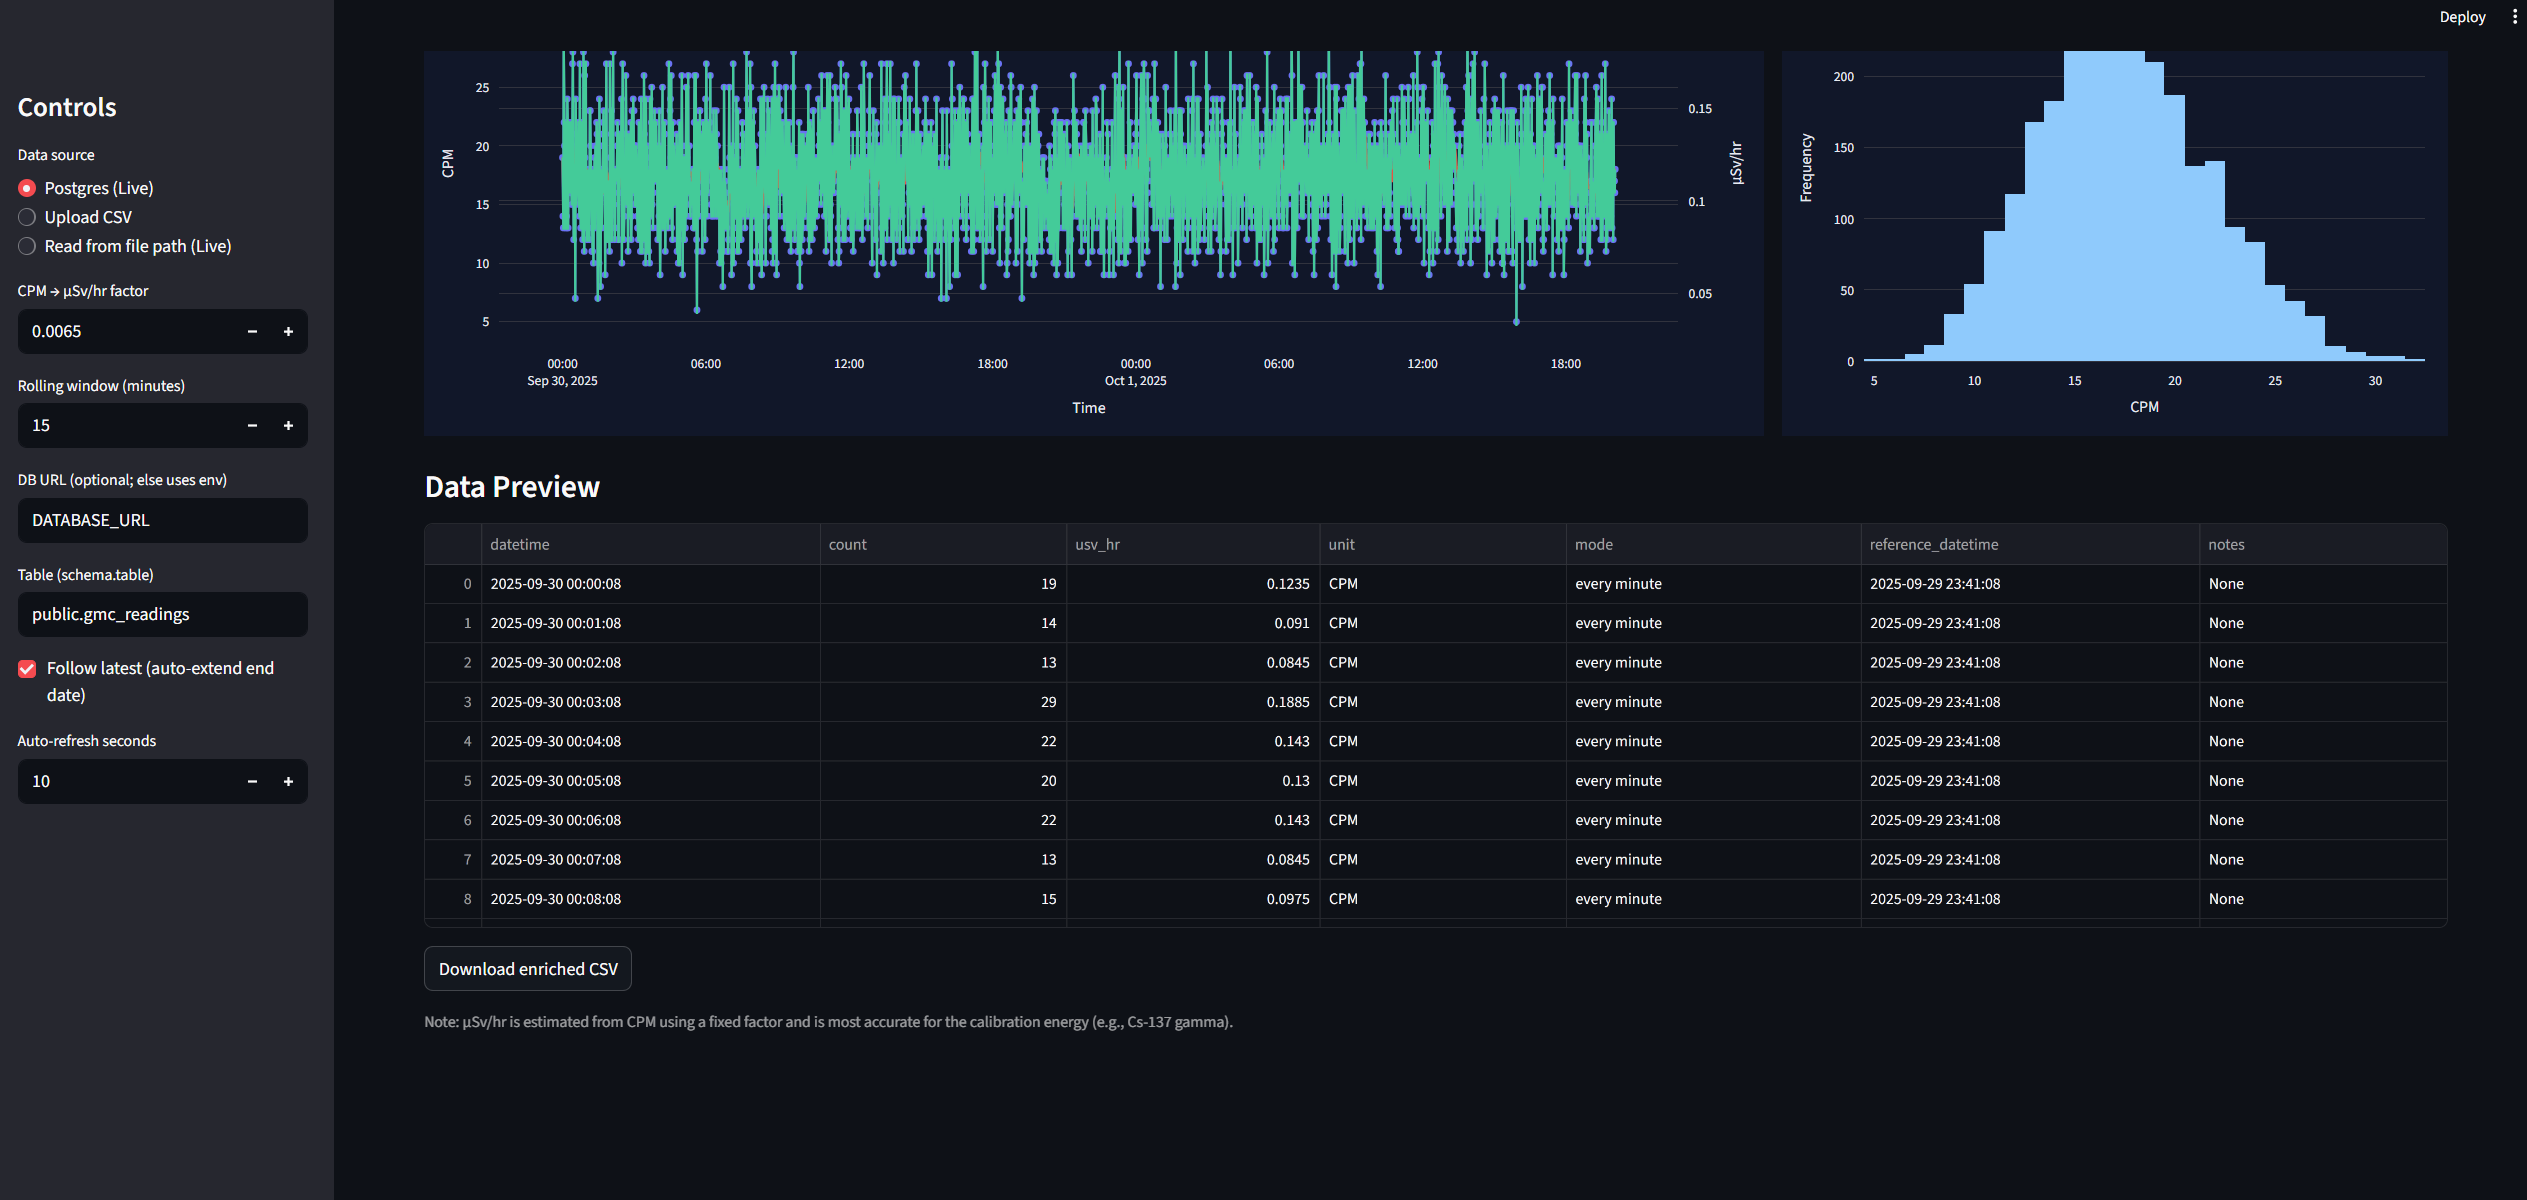 Deploy
Controls
Data source
Postgres (Live)
Upload CSV
Read from file path (Live)
CPM → μSv/hr factor
0.0065
Rolling window (minutes)
15
DB URL (optional; else uses env)
DATABASE_URL
Table (schema.table)
public.gmc_readings
Follow latest (auto-extend end
date)
Auto-refresh seconds
10
CPM
25
20
15
10
5
0.15
0.1
0.05
μSv/hr
00:00
Sep 30, 2025
06:00
12:00
18:00
00:00
Oct 1, 2025
06:00
12:00
18:00
Time
Frequency
200
150
100
50
0
5
10
15
20
25
30
CPM
Data Preview
datetime count usv_hr unit mode reference_datetime notes
0 2025-09-30 00:00:08 19 0.1235 CPM every minute 2025-09-29 23:41:08 None
1 2025-09-30 00:01:08 14 0.091 CPM every minute 2025-09-29 23:41:08 None
2 2025-09-30 00:02:08 13 0.0845 CPM every minute 2025-09-29 23:41:08 None
3 2025-09-30 00:03:08 29 0.1885 CPM every minute 2025-09-29 23:41:08 None
4 2025-09-30 00:04:08 22 0.143 CPM every minute 2025-09-29 23:41:08 None
5 2025-09-30 00:05:08 20 0.13 CPM every minute 2025-09-29 23:41:08 None
6 2025-09-30 00:06:08 22 0.143 CPM every minute 2025-09-29 23:41:08 None
7 2025-09-30 00:07:08 13 0.0845 CPM every minute 2025-09-29 23:41:08 None
8 2025-09-30 00:08:08 15 0.0975 CPM every minute 2025-09-29 23:41:08 None
Download enriched CSV
Note: μSv/hr is estimated from CPM using a fixed factor and is most accurate for the calibration energy (e.g., Cs-137 gamma).